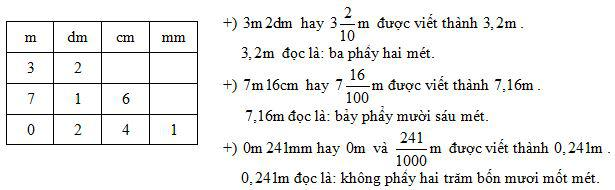 m dm cm mm
3 2
7 1 6
0 2 4 1
+) 3m 2dm hay 3 2/10 m được viết thành 3,2m .
3,2m đọc là: ba phẩy hai mét.
+) 7m 16cm hay 7 16/100 m được viết thành 7,16m .
7,16m đọc là: bảy phẩy mười sáu mét.
+) 0m 241mm hay 0m và 241/1000 m được viết thành 0,241m .
0,241m đọc là: không phẩy hai trăm bốn mươi mốt mét.